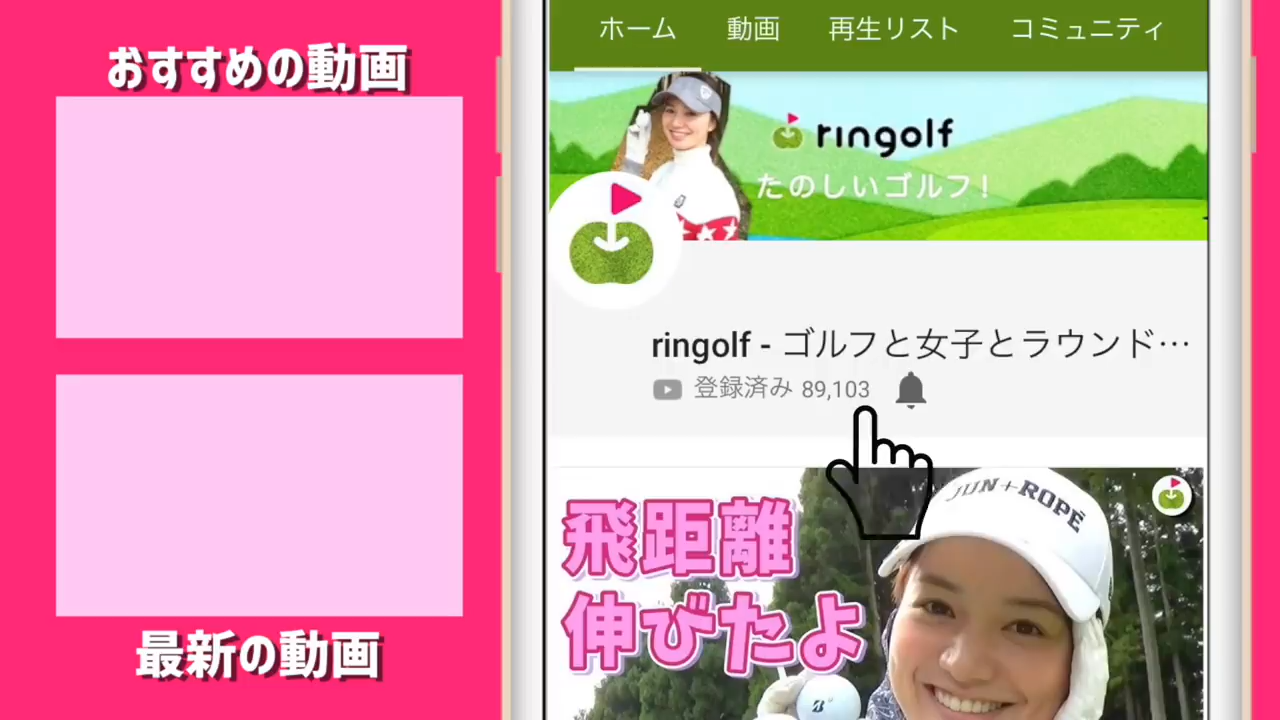 おすすめの動画
最新の動画
ホーム 動画 再生リスト コミュニティ
ringolf
たのしいゴルフ!
ringolf - ゴルフと女子とラウンド…
登録済み 89,103
飛距離
伸びたよ
JUN+ROPÉ
B